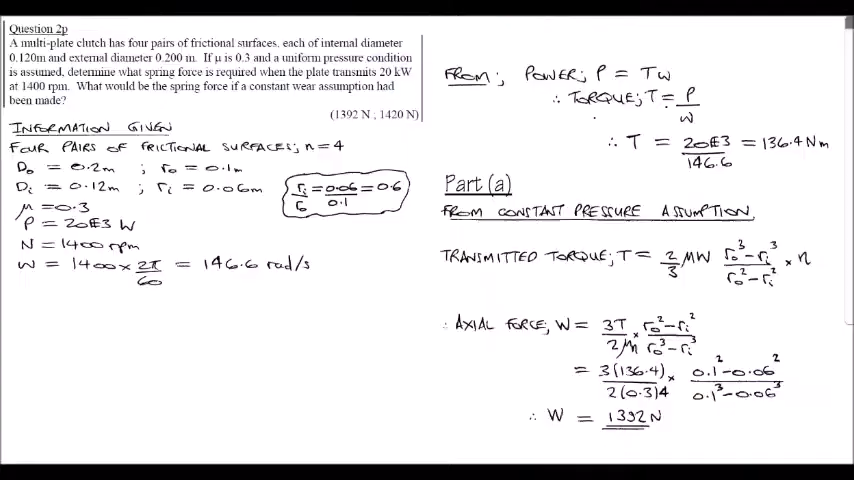 Question 2p
A multi-plate clutch has four pairs of frictional surfaces, each of internal diameter
0.120m and external diameter 0.200 m. If μ is 0.3 and a uniform pressure condition
is assumed, determine what spring force is required when the plate transmits 20 kW
at 1400 rpm. What would be the spring force if a constant wear assumption had
been made?
(1392 N ; 1420 N)
INFORMATION GIVEN
FOUR PAIRS OF FRICTIONAL SURFACES; n=4
Do = 0.2m ; ro = 0.1m
Di = 0.12m ; ri = 0.06m
ri/ro = 0.06/0.1 = 0.6
μ = 0.3
P = 20E3 W
N = 1400 rpm
ω = 1400 × 2π/60 = 146.6 rad/s
FROM; POWER; P = Tω
∴ TORQUE; T = P/ω
∴ T = 20E3/146.6 = 136.4 Nm
Part (a)
FROM CONSTANT PRESSURE ASSUMPTION
TRANSMITTED TORQUE; T = 2/3 μW (ro³-ri³)/(ro²-ri²) × n
∴ AXIAL FORCE; W = 3T/2μn × (ro²-ri²)/(ro³-ri³)
= 3(136.4)/2(0.3)4 × (0.1²-0.06²)/(0.1³-0.06³)
∴ W = 1392N